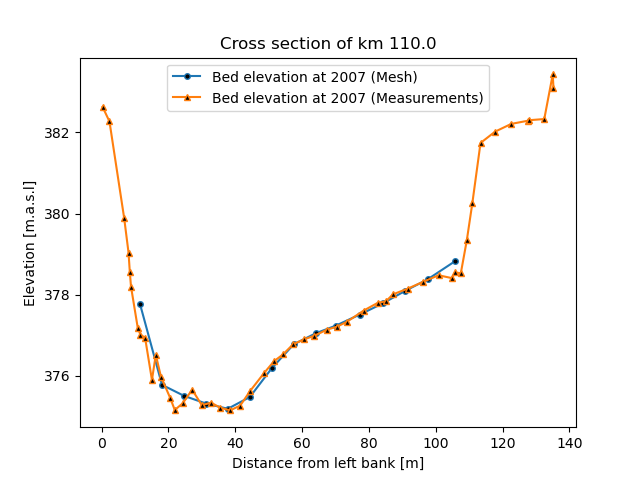 Cross section of km 110.0
Bed elevation at 2007 (Mesh)
Bed elevation at 2007 (Measurements)
Elevation [m.a.s.l]
382
380
378
376
0 20 40 60 80 100 120 140
Distance from left bank [m]